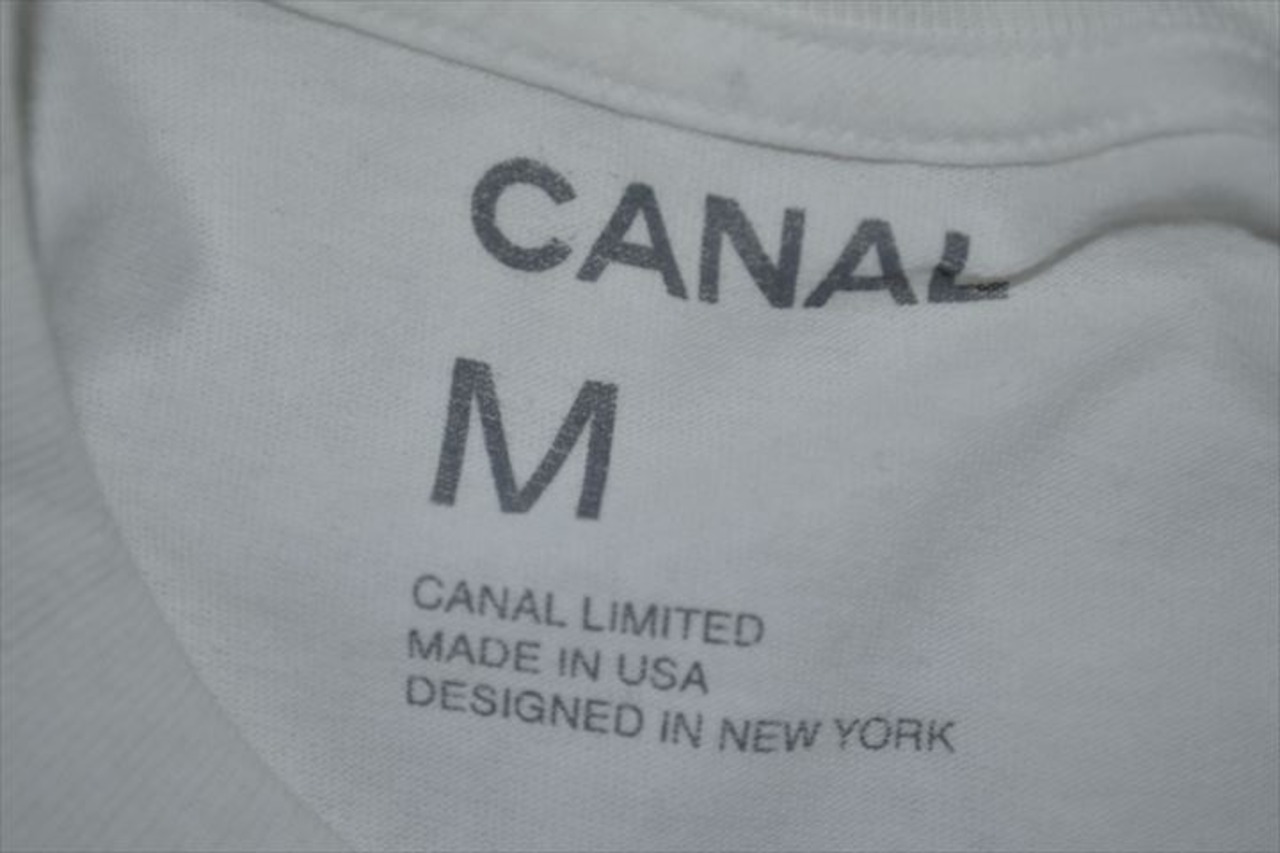 CANAL
M
CANAL LIMITED
MADE IN USA
DESIGNED IN NEW YORK